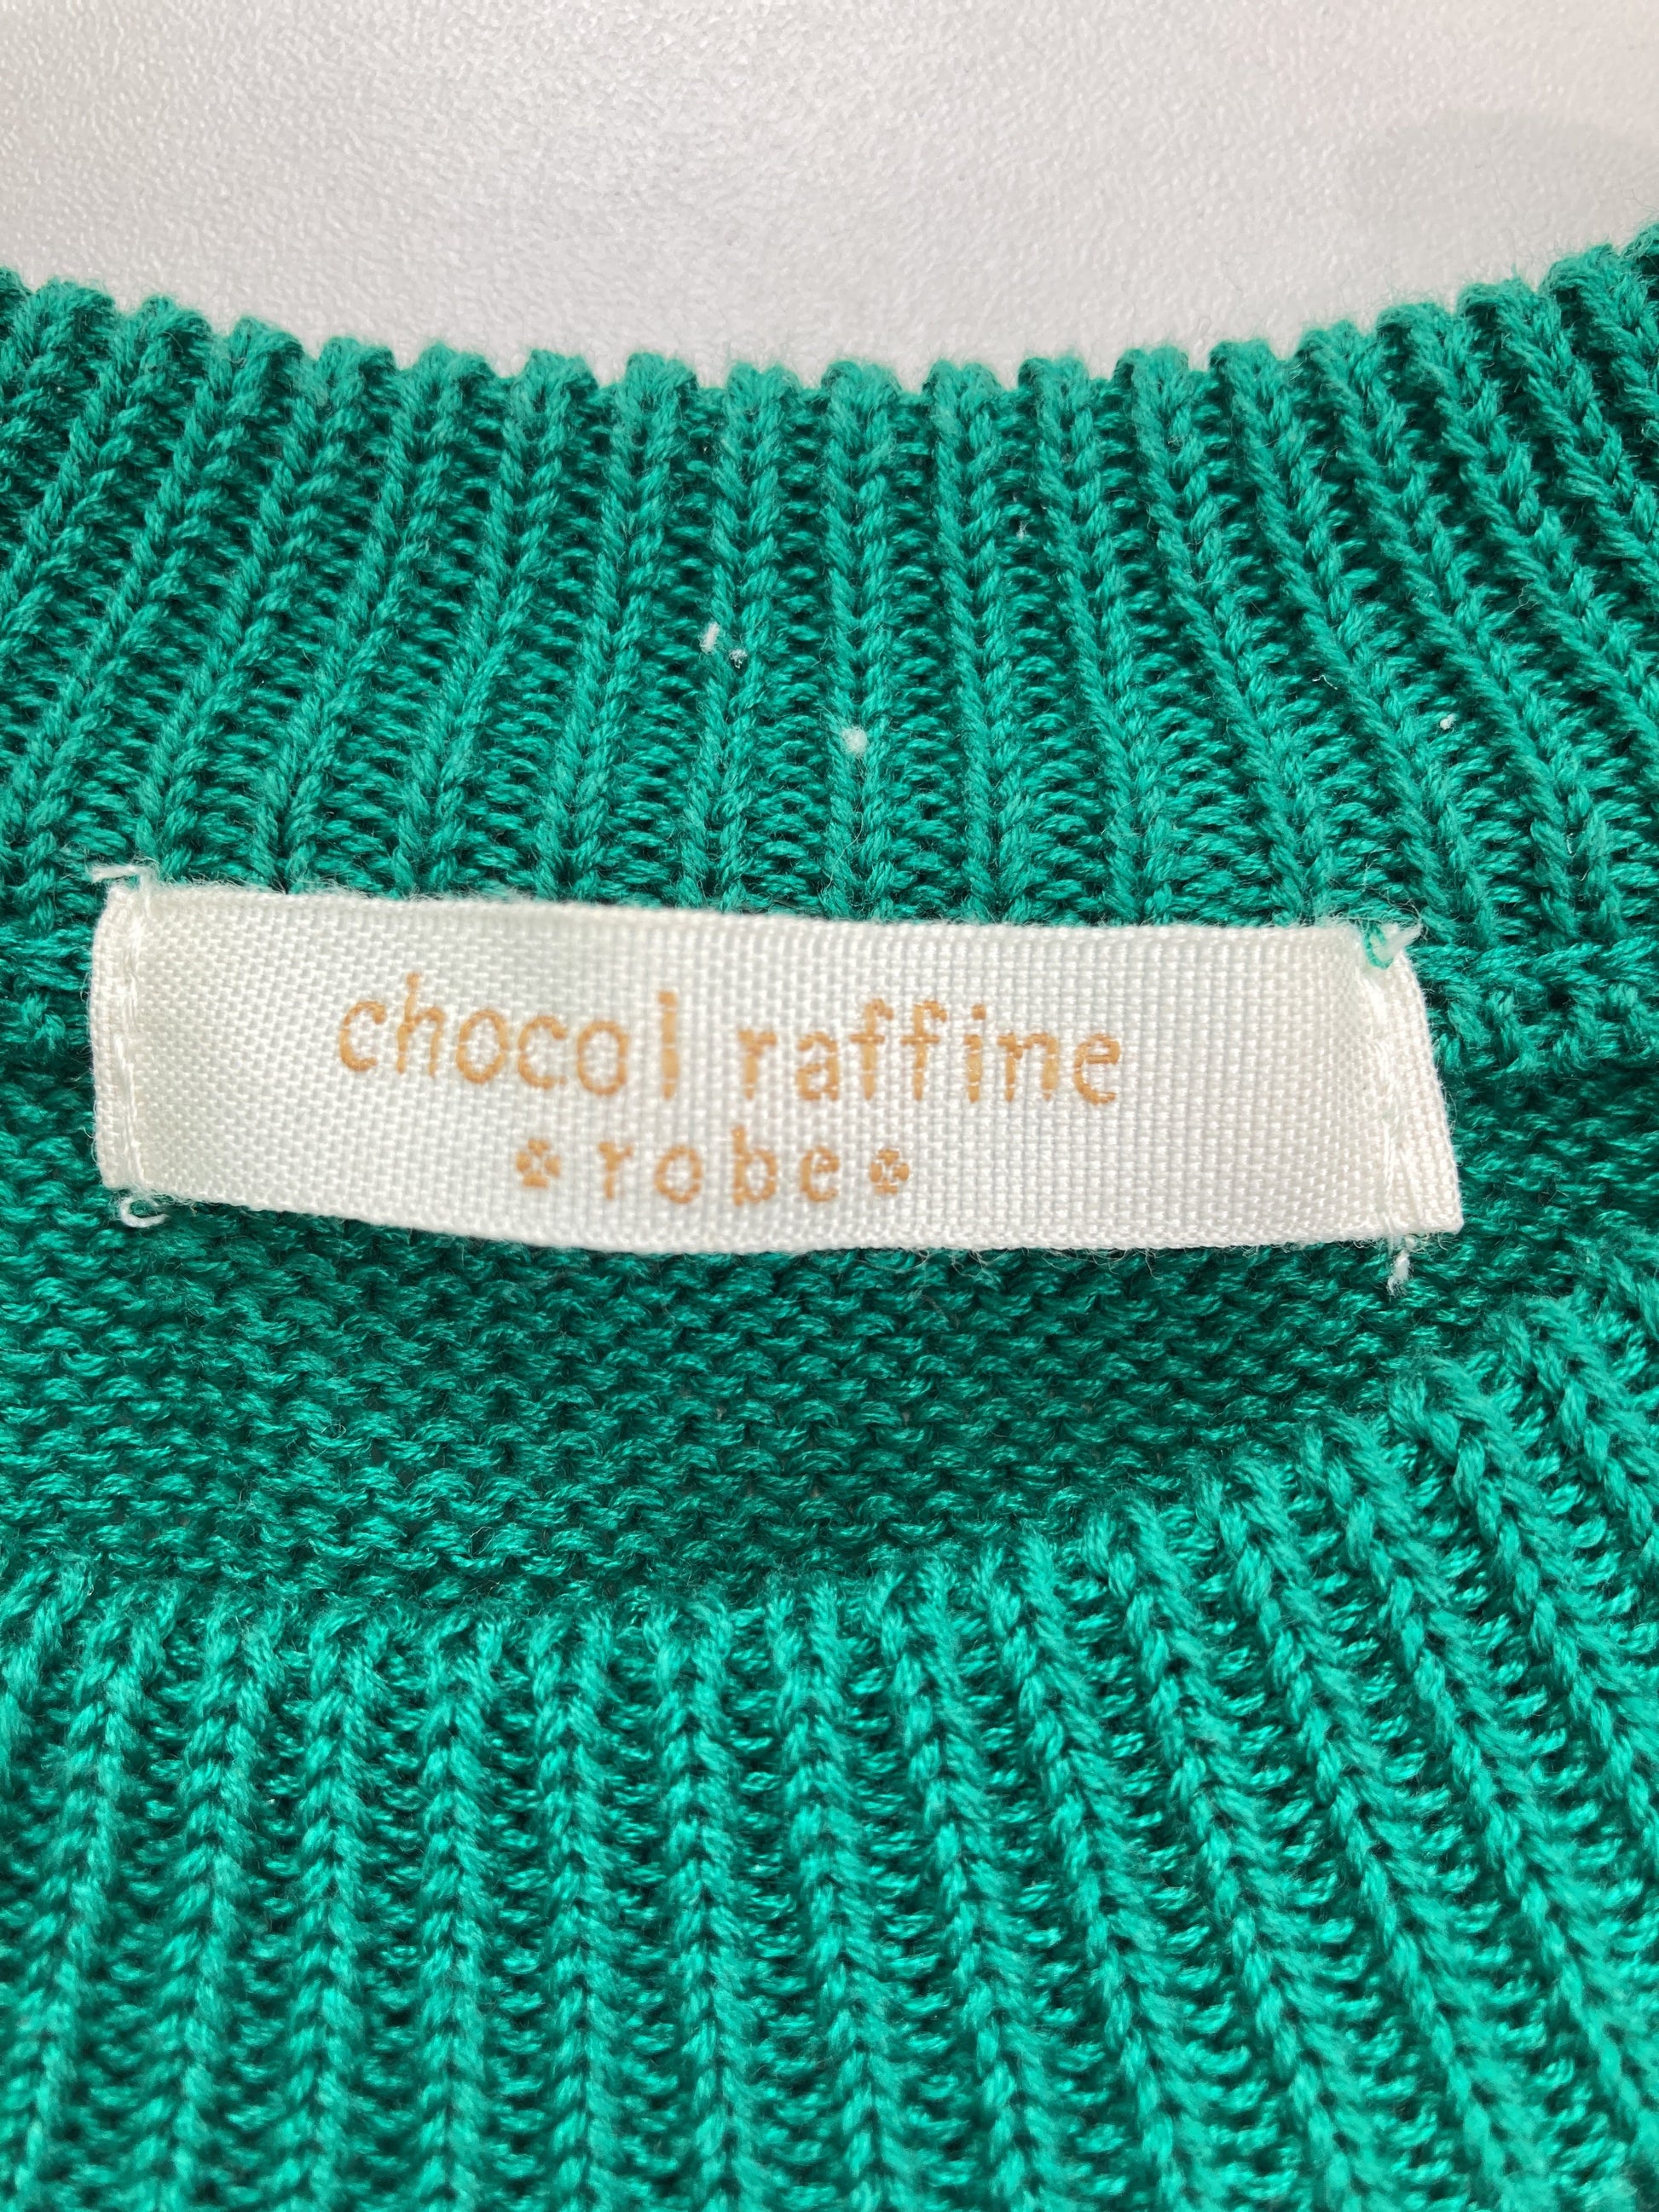 chocol raffine
robe